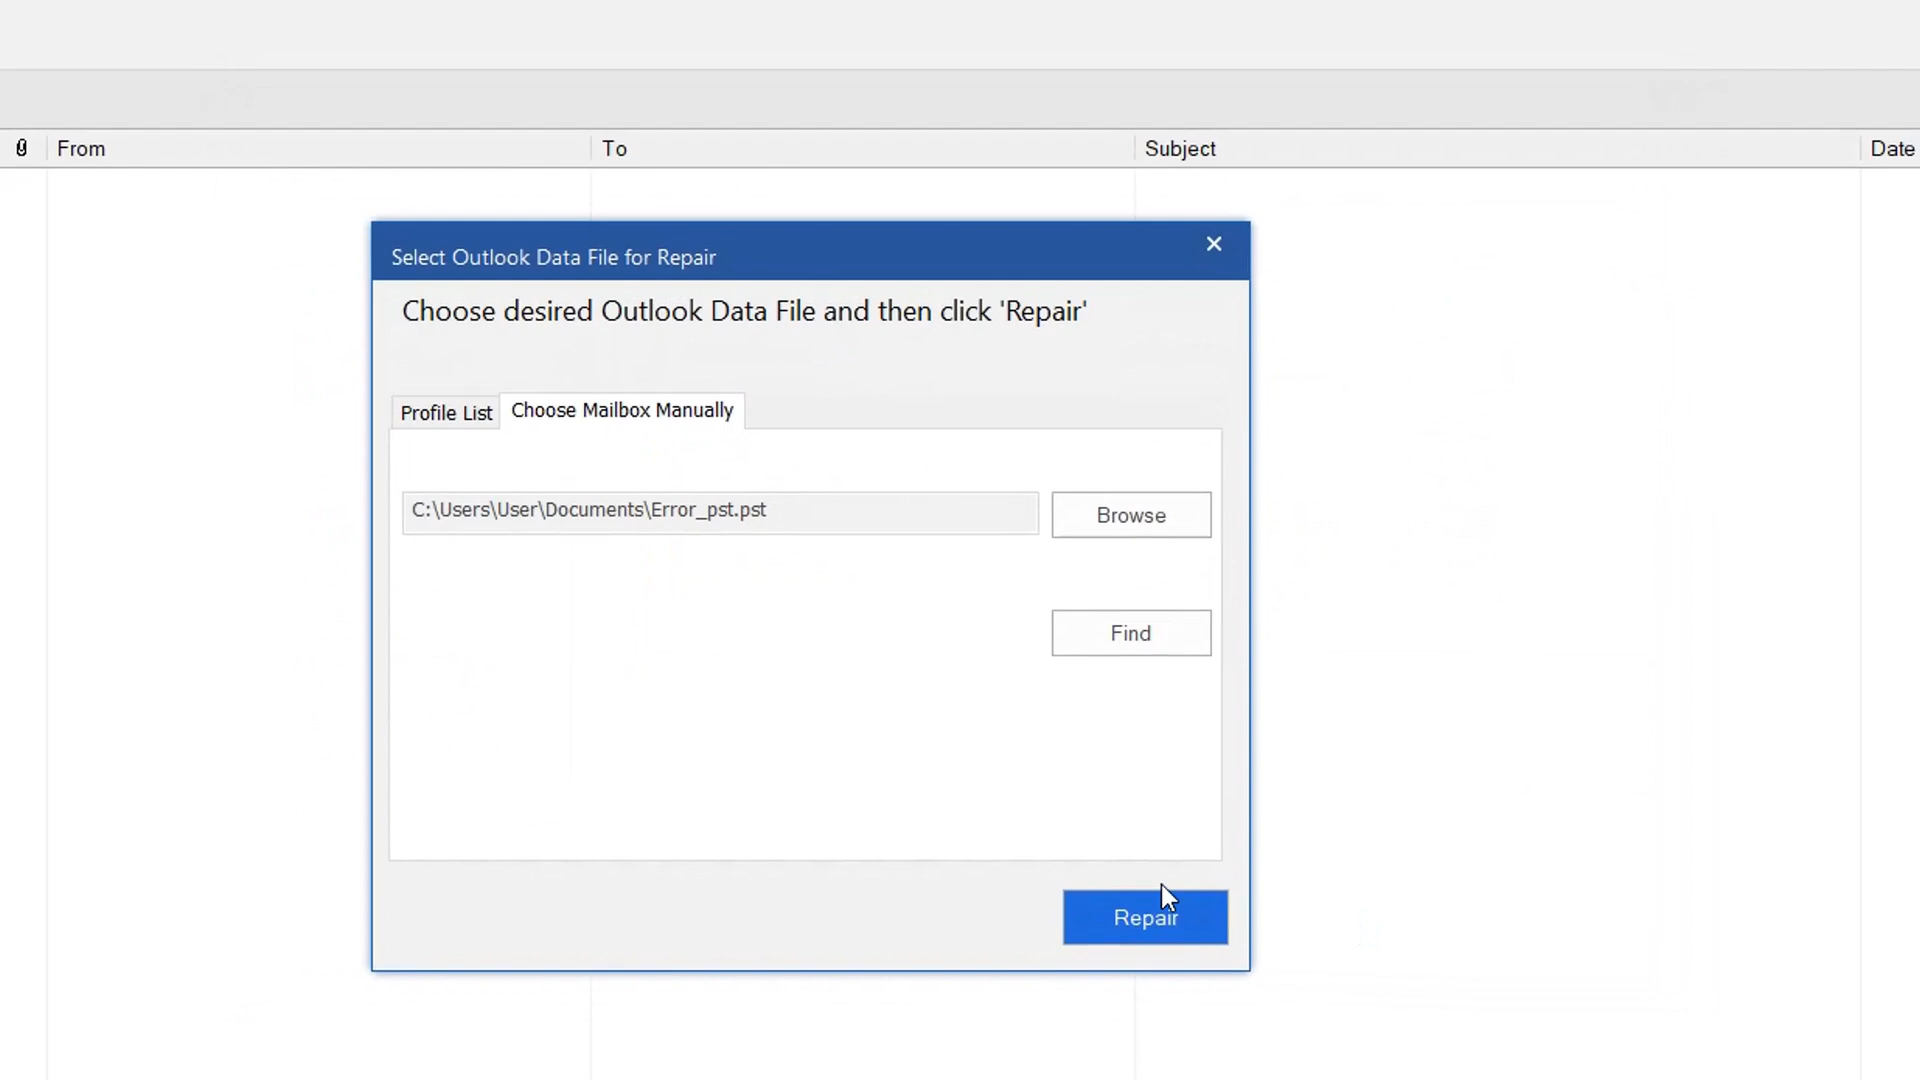 From To Subject Date
Select Outlook Data File for Repair
Choose desired Outlook Data File and then click 'Repair'
Profile List Choose Mailbox Manually
C:\Users\User\Documents\Error_pst.pst Browse
Find
Repair